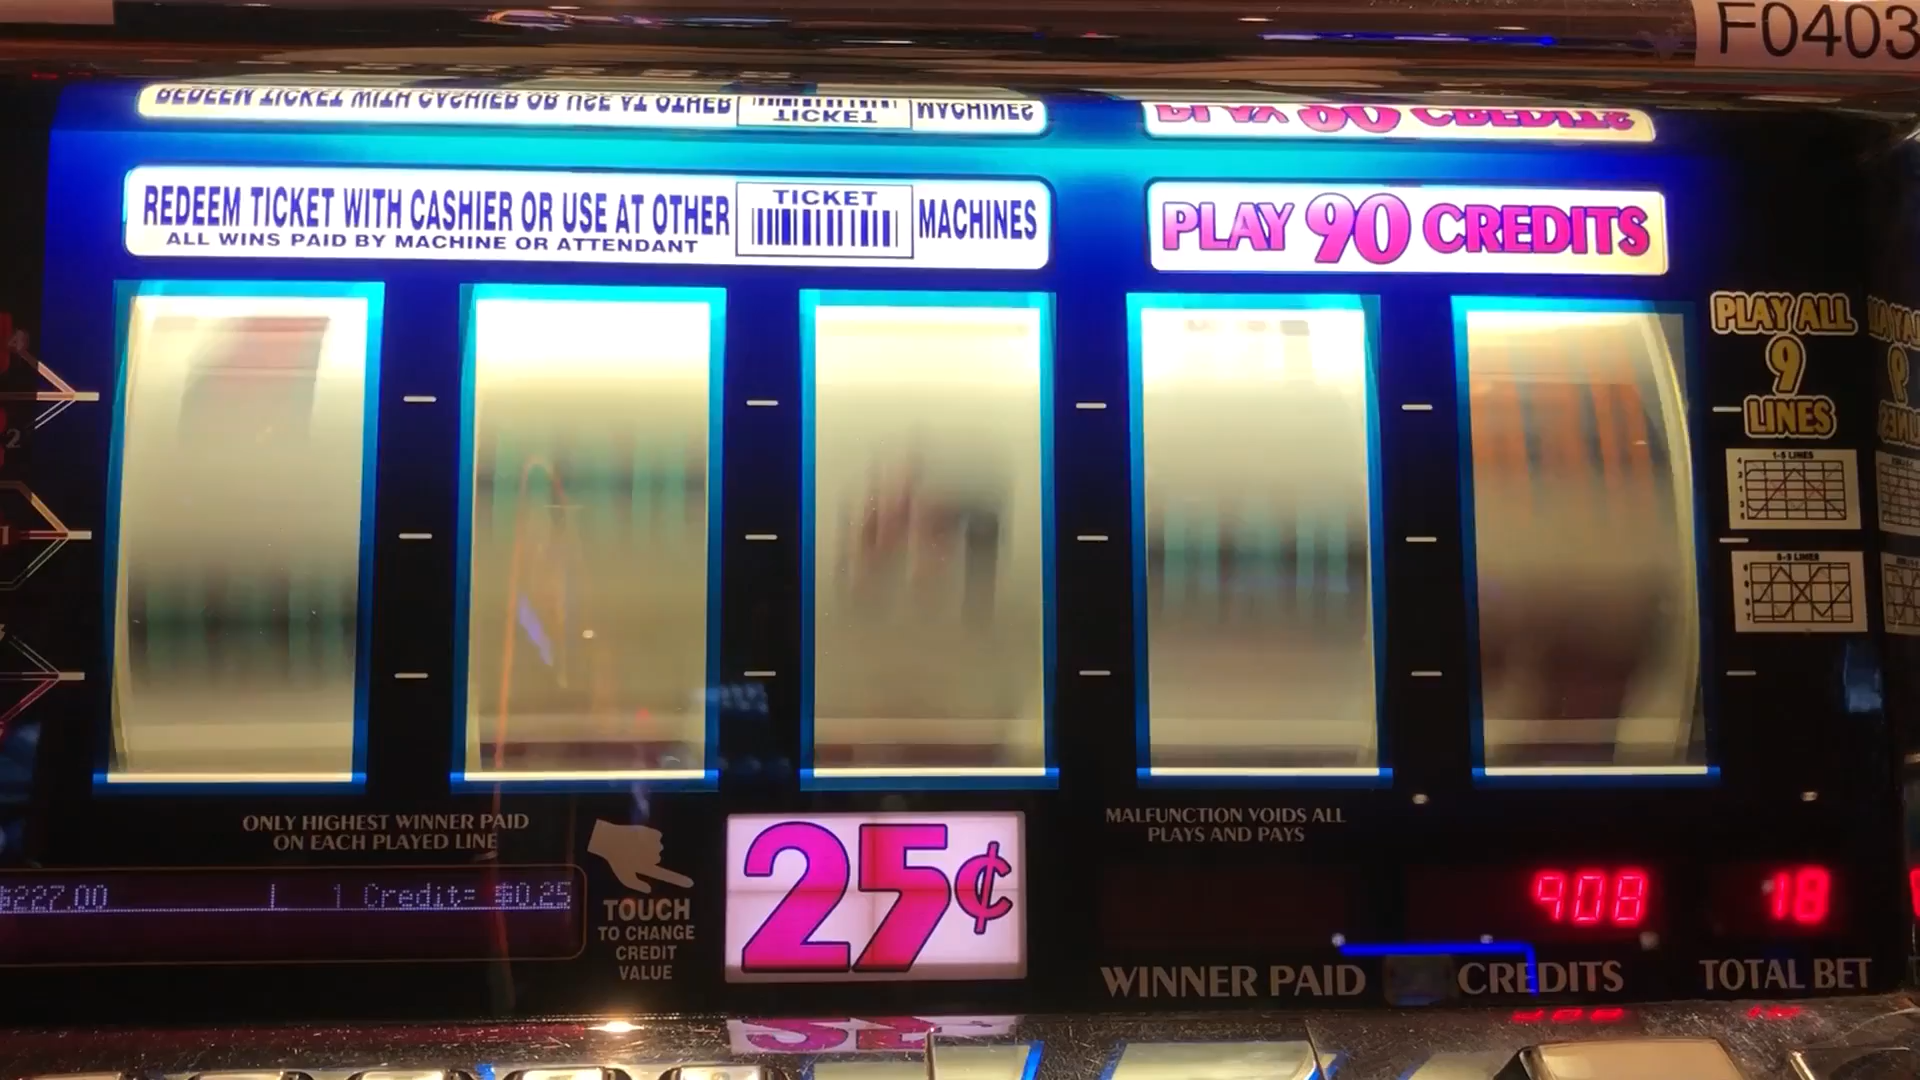 F0403
REDEEM TICKET WITH CASHIER OR USE AT OTHER TICKET MACHINES
ALL WINS PAID BY MACHINE OR ATTENDANT
PLAY 90 CREDITS
PLAY ALL
9
LINES
1-5 LINES
ONLY HIGHEST WINNER PAID
ON EACH PLAYED LINE
MALFUNCTION VOIDS ALL
PLAYS AND PAYS
$227.00 1 Credit= $0.25
TOUCH
TO CHANGE
CREDIT
VALUE
25¢
908
18
WINNER PAID
CREDITS
TOTAL BET